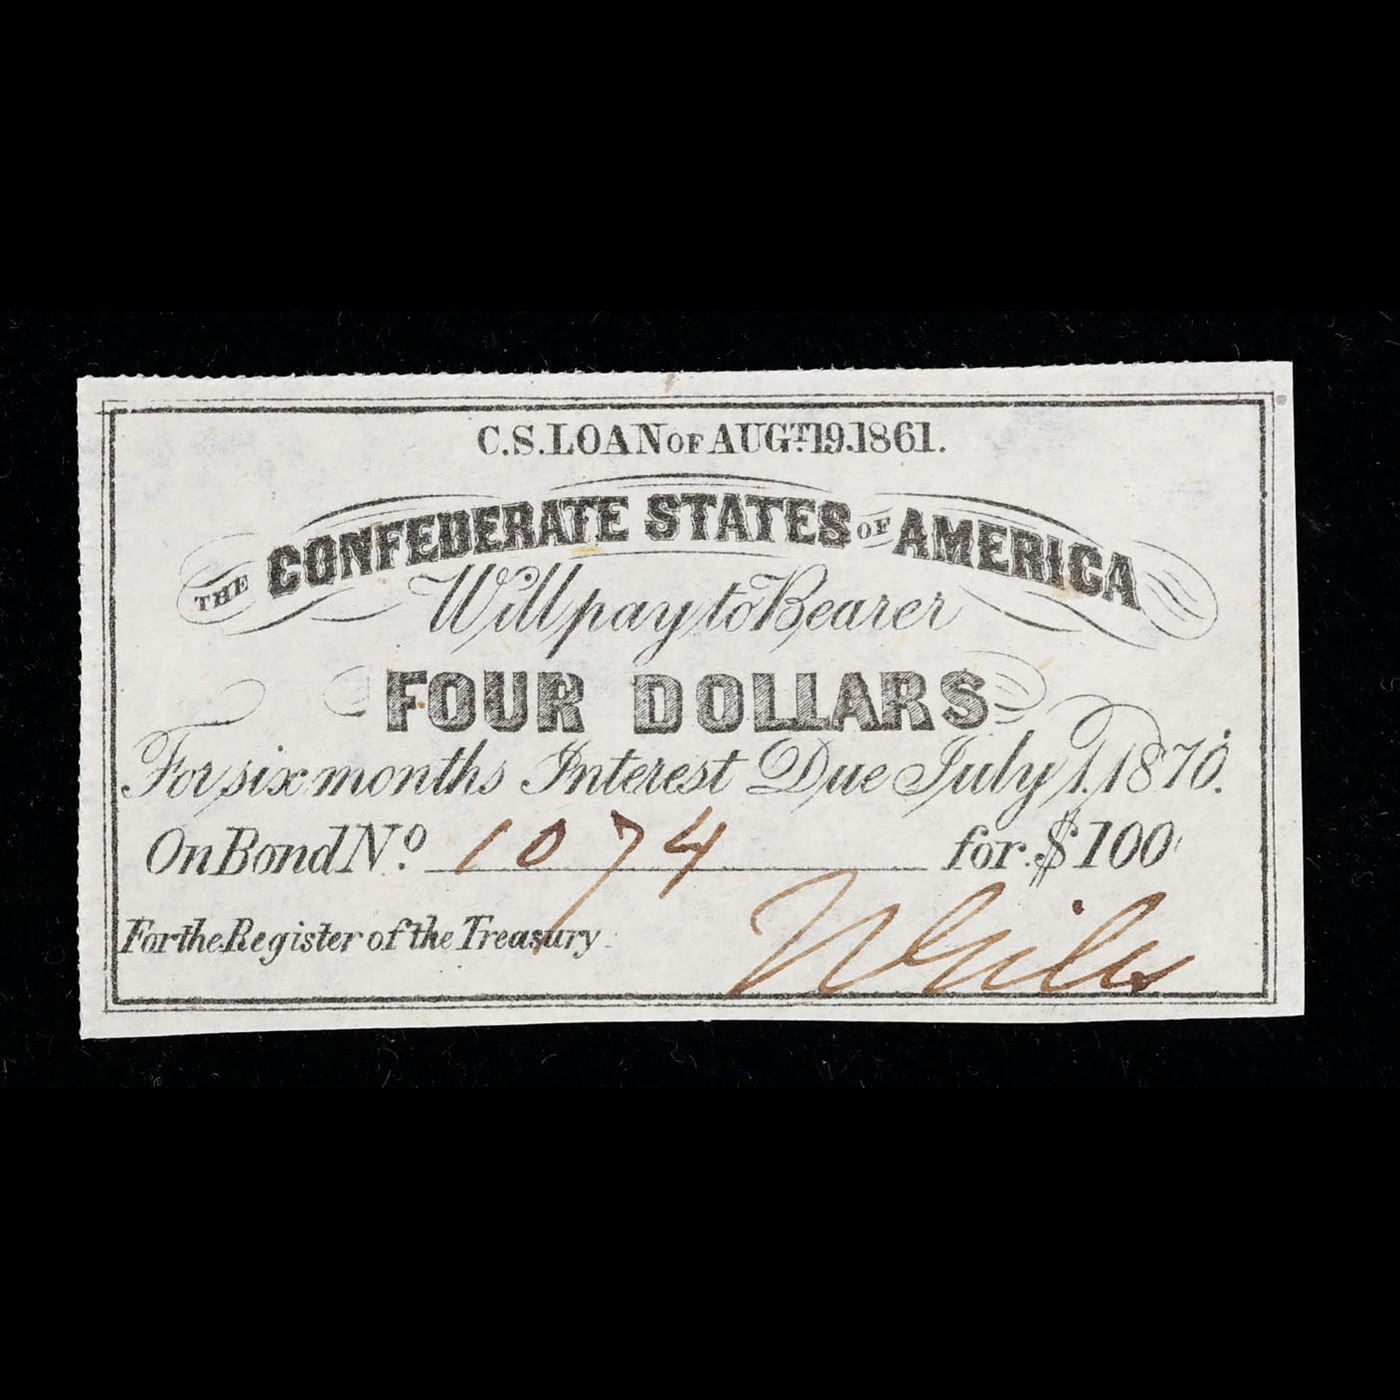 C.S. LOAN OF AUGT. 19. 1861.
THE CONFEDERATE STATES OF AMERICA
Will pay to Bearer
FOUR DOLLARS
For six months Interest Due July 1. 1870.
On Bond No. 1074 for $100
For the Register of the Treasury.